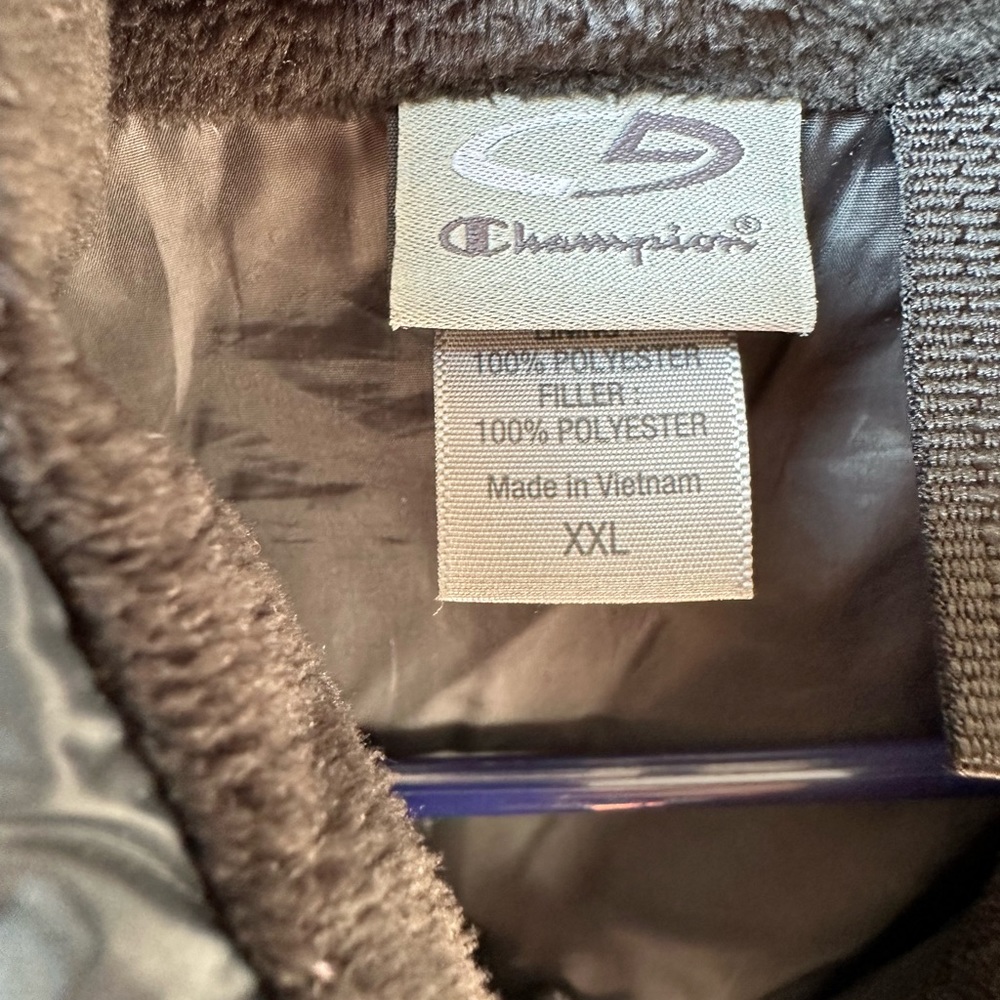 Champion®
100% POLYESTER
FILLER :
100% POLYESTER
Made in Vietnam
XXL